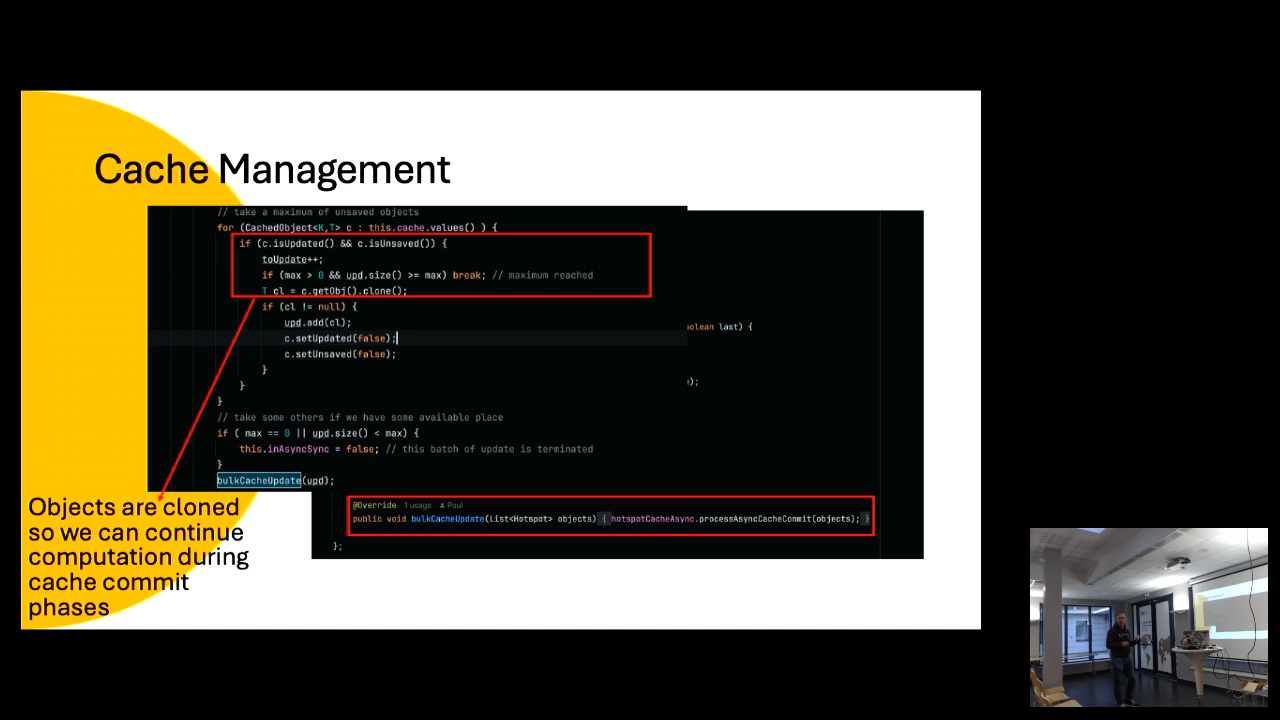 Cache Management
// take a maximum of unsaved objects
for (CachedObject<K,T> c : this.cache.values() ) {
if (c.isUpdated() && c.isUnsaved()) {
toUpdate++;
if (max > 0 && upd.size() >= max) break; // maximum reached
T cl = c.getObj().clone();
if (cl != null) {
upd.add(cl);
c.setUpdated(false);
c.setUnsaved(false);
}
}
}
// take some others if we have some available place
if ( max == 0 || upd.size() < max) {
this.inAsyncSync = false; // this batch of update is terminated
}
bulkCacheUpdate(upd);
oolean last) {
);
@Override 1 usage Paul
public void bulkCacheUpdate(List<Hotspot> objects) { hotspotCacheAsync.processAsyncCacheCommit(objects); }
};
Objects are cloned
so we can continue
computation during
cache commit
phases